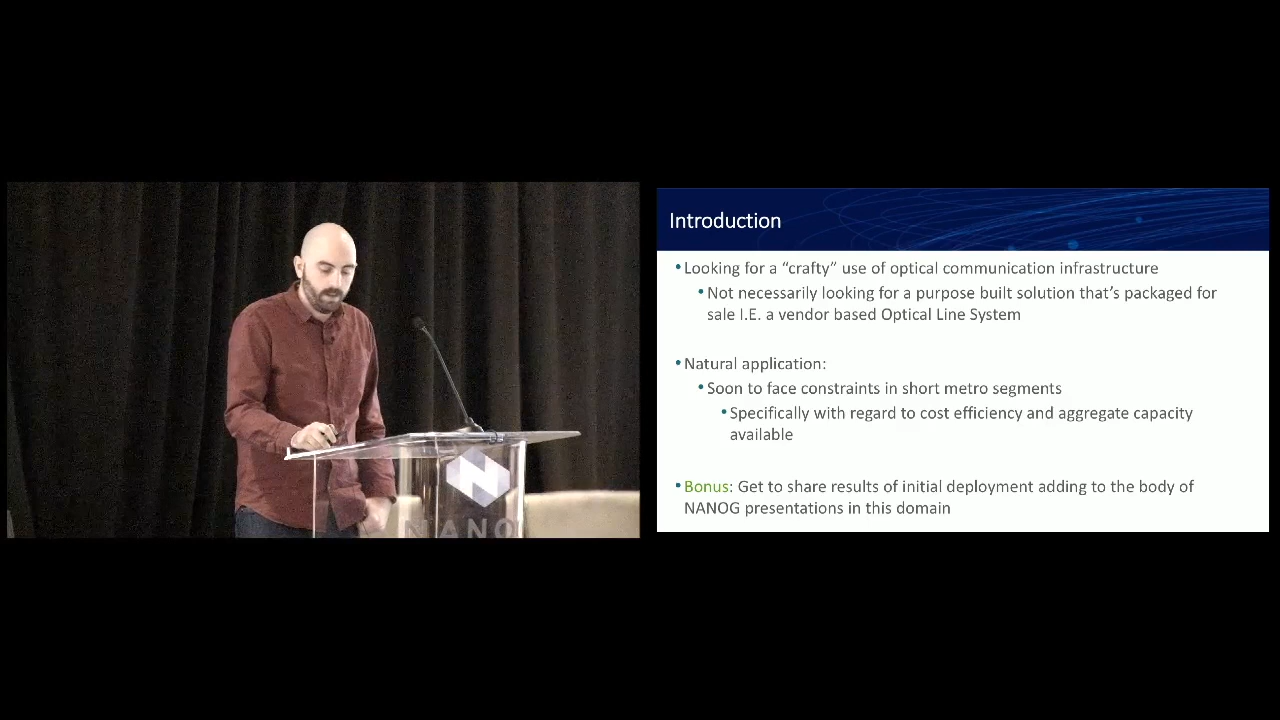 Introduction
•Looking for a “crafty” use of optical communication infrastructure
•Not necessarily looking for a purpose built solution that’s packaged for
sale I.E. a vendor based Optical Line System
•Natural application:
•Soon to face constraints in short metro segments
•Specifically with regard to cost efficiency and aggregate capacity
available
•Bonus: Get to share results of initial deployment adding to the body of
NANOG presentations in this domain
N
NANO